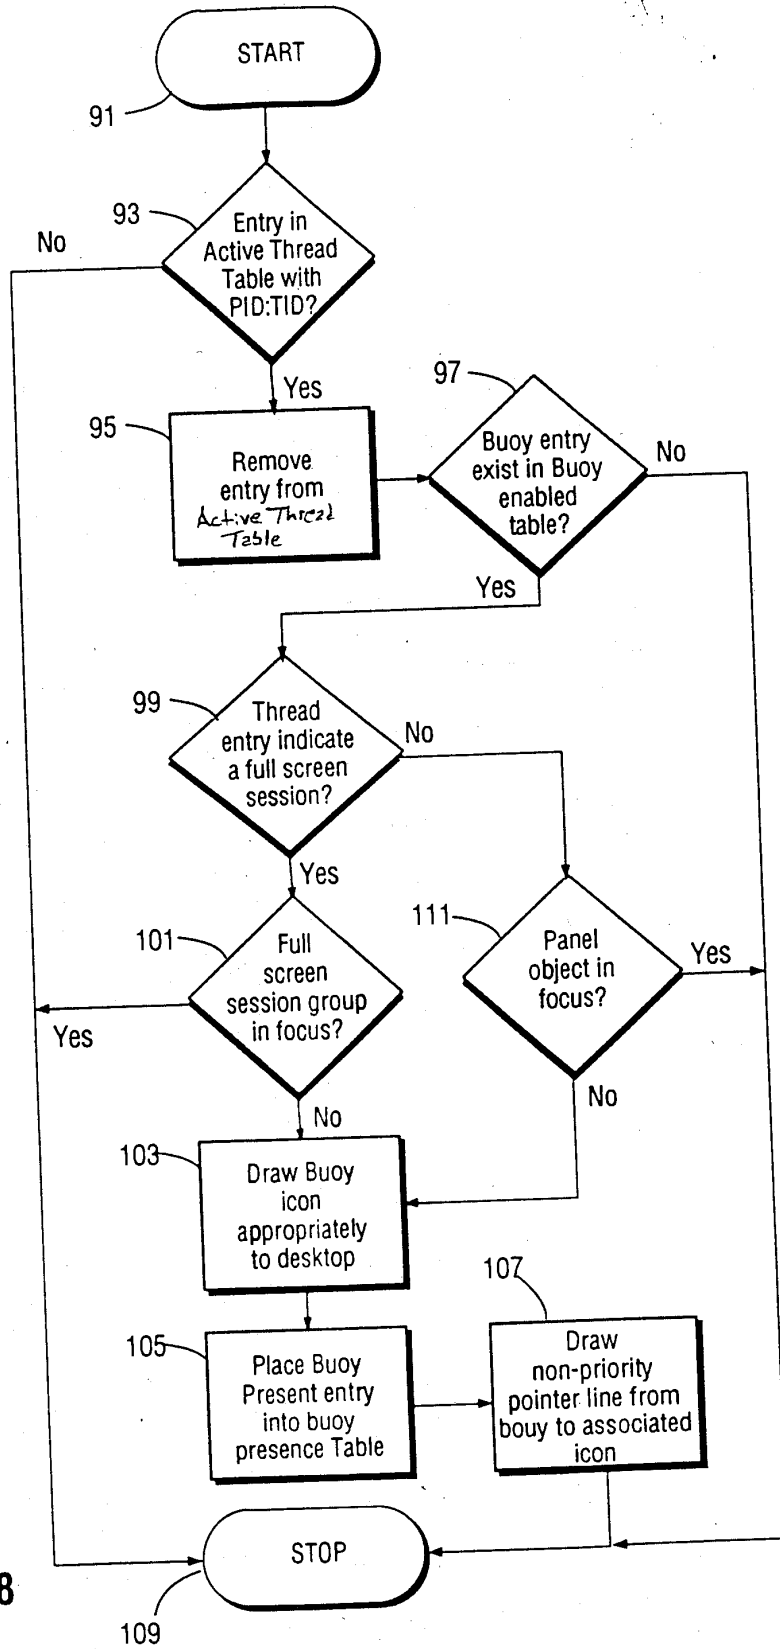 START
91
93
No
Entry in
Active Thread
Table with
PID:TID?
Yes
97
95
Remove
entry from
Active Thread
Table
Buoy entry
exist in Buoy
enabled
table?
No
Yes
99
Thread
entry indicate
a full screen
session?
No
Yes
101
Full
screen
session group
in focus?
Yes
111
Panel
object in
focus?
Yes
No
No
103
Draw Buoy
icon
appropriately
to desktop
105
Place Buoy
Present entry
into buoy
presence Table
107
Draw
non-priority
pointer line from
bouy to associated
icon
STOP
8
109